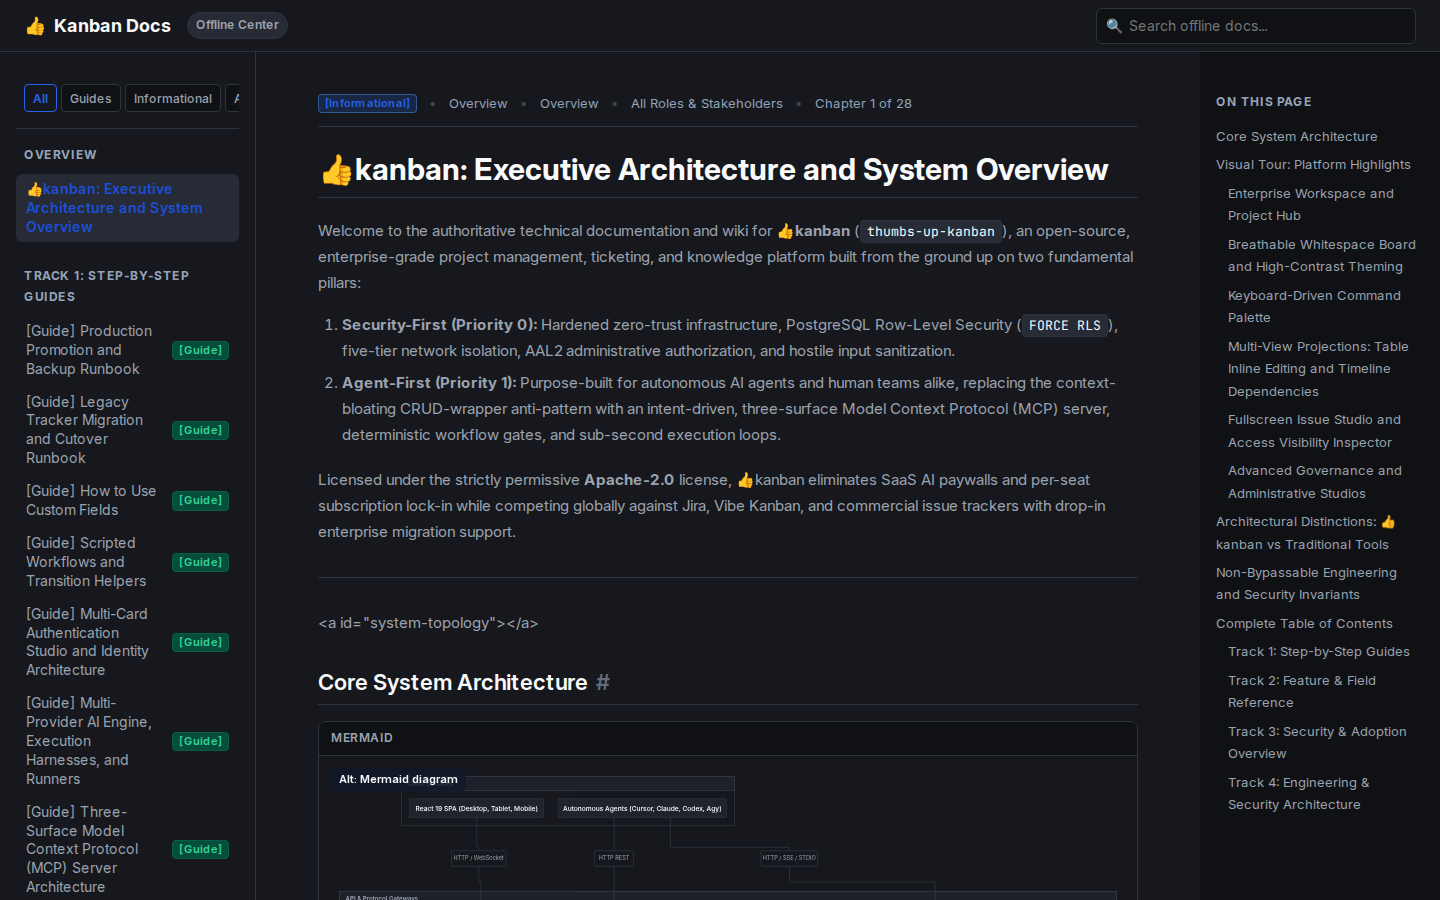 👍 Kanban Docs
Offline Center
🔍 Search offline docs...
All
Guides
Informational
OVERVIEW
👍kanban: Executive
Architecture and System
Overview
TRACK 1: STEP-BY-STEP
GUIDES
[Guide] Production
Promotion and
Backup Runbook
[Guide]
[Guide] Legacy
Tracker Migration
and Cutover
Runbook
[Guide]
[Guide] How to Use
Custom Fields
[Guide]
[Guide] Scripted
Workflows and
Transition Helpers
[Guide]
[Guide] Multi-Card
Authentication
Studio and Identity
Architecture
[Guide]
[Guide] Multi-
Provider AI Engine,
Execution
Harnesses, and
Runners
[Guide]
[Guide] Three-
Surface Model
Context Protocol
(MCP) Server
Architecture
[Guide]
[Informational] • Overview • Overview • All Roles & Stakeholders • Chapter 1 of 28
👍kanban: Executive Architecture and System Overview
Welcome to the authoritative technical documentation and wiki for 👍kanban (thumbs-up-kanban), an open-source,
enterprise-grade project management, ticketing, and knowledge platform built from the ground up on two fundamental
pillars:
1. Security-First (Priority 0): Hardened zero-trust infrastructure, PostgreSQL Row-Level Security (FORCE RLS),
five-tier network isolation, AAL2 administrative authorization, and hostile input sanitization.
2. Agent-First (Priority 1): Purpose-built for autonomous AI agents and human teams alike, replacing the context-
bloating CRUD-wrapper anti-pattern with an intent-driven, three-surface Model Context Protocol (MCP) server,
deterministic workflow gates, and sub-second execution loops.
Licensed under the strictly permissive Apache-2.0 license, 👍kanban eliminates SaaS AI paywalls and per-seat
subscription lock-in while competing globally against Jira, Vibe Kanban, and commercial issue trackers with drop-in
enterprise migration support.
<a id="system-topology"></a>
Core System Architecture #
MERMAID
Alt: Mermaid diagram
React 19 SPA (Desktop, Tablet, Mobile)
Autonomous Agents (Cursor, Claude, Codex, Agy)
HTTP / WebSocket
HTTP REST
HTTP / SSE / STDIO
API & Protocol Gateways
ON THIS PAGE
Core System Architecture
Visual Tour: Platform Highlights
Enterprise Workspace and
Project Hub
Breathable Whitespace Board
and High-Contrast Theming
Keyboard-Driven Command
Palette
Multi-View Projections: Table
Inline Editing and Timeline
Dependencies
Fullscreen Issue Studio and
Access Visibility Inspector
Advanced Governance and
Administrative Studios
Architectural Distinctions: 👍
kanban vs Traditional Tools
Non-Bypassable Engineering
and Security Invariants
Complete Table of Contents
Track 1: Step-by-Step Guides
Track 2: Feature & Field
Reference
Track 3: Security & Adoption
Overview
Track 4: Engineering &
Security Architecture